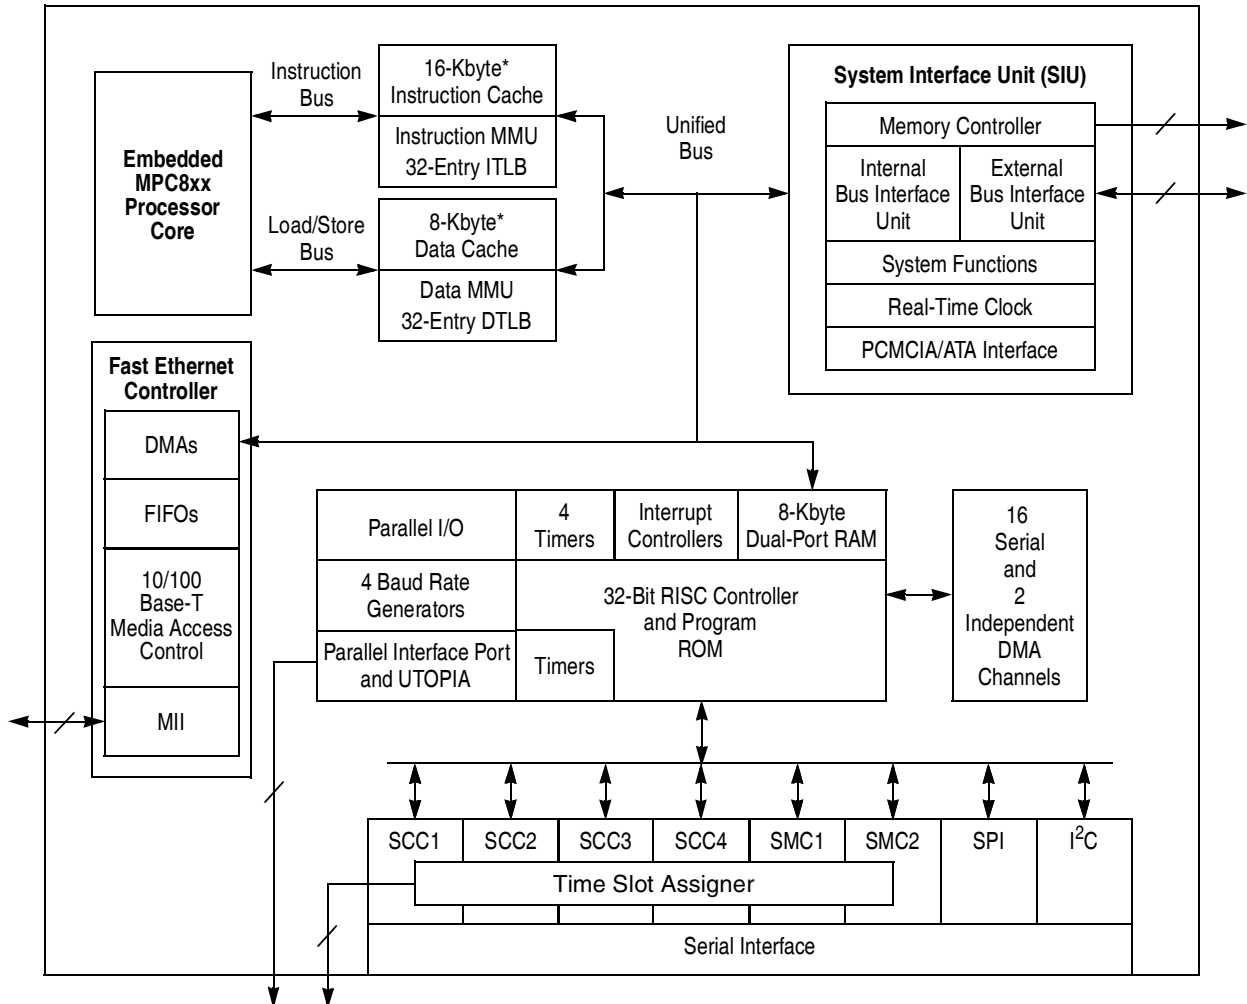 Embedded
MPC8xx
Processor
Core
Instruction
Bus
Load/Store
Bus
16-Kbyte*
Instruction Cache
Instruction MMU
32-Entry ITLB
8-Kbyte*
Data Cache
Data MMU
32-Entry DTLB
Unified
Bus
System Interface Unit (SIU)
Memory Controller
Internal
Bus Interface
Unit
External
Bus Interface
Unit
System Functions
Real-Time Clock
PCMCIA/ATA Interface
Fast Ethernet
Controller
DMAs
FIFOs
10/100
Base-T
Media Access
Control
MII
Parallel I/O
4
Timers
Interrupt
Controllers
8-Kbyte
Dual-Port RAM
4 Baud Rate
Generators
32-Bit RISC Controller
and Program
ROM
Parallel Interface Port
and UTOPIA
Timers
16
Serial
and
2
Independent
DMA
Channels
SCC1
SCC2
SCC3
SCC4
SMC1
SMC2
SPI
I²C
Time Slot Assigner
Serial Interface